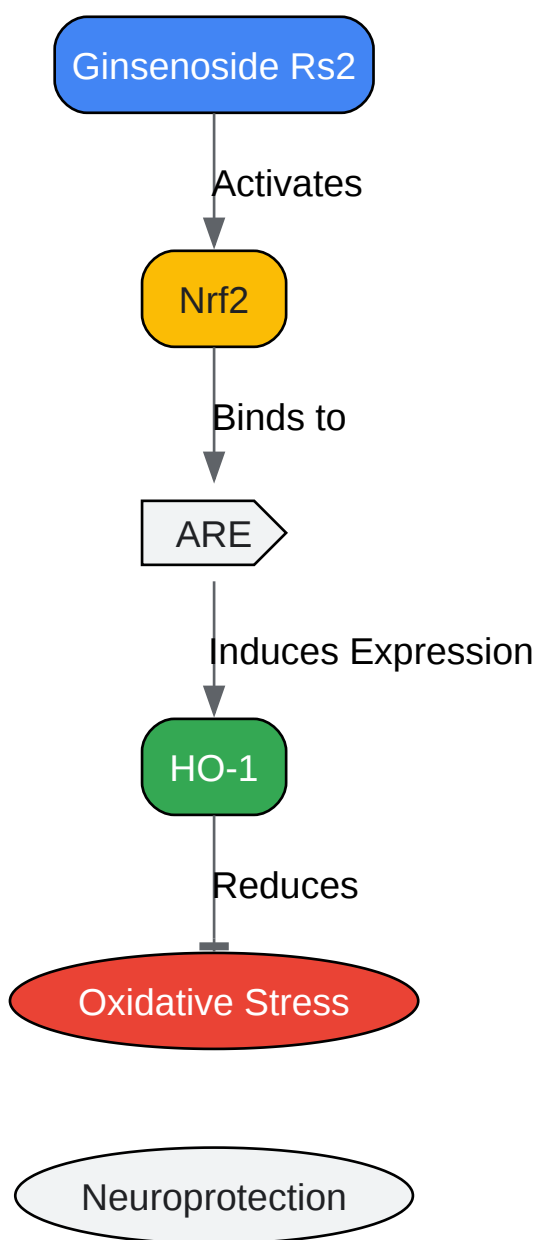 Ginsenoside Rs2
Activates
Nrf2
Binds to
ARE
Induces Expression
HO-1
Reduces
Oxidative Stress
Neuroprotection